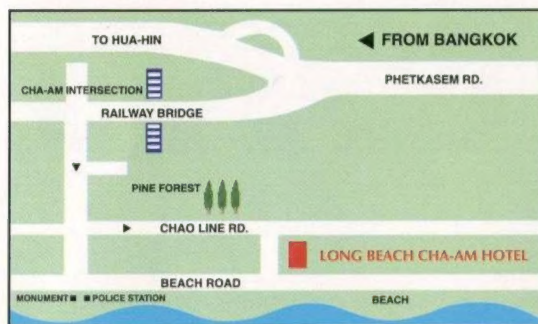 TO HUA-HIN
FROM BANGKOK
PHETKASEM RD.
CHA-AM INTERSECTION
RAILWAY BRIDGE
PINE FOREST
CHAO LINE RD.
LONG BEACH CHA-AM HOTEL
BEACH ROAD
MONUMENT
POLICE STATION
BEACH